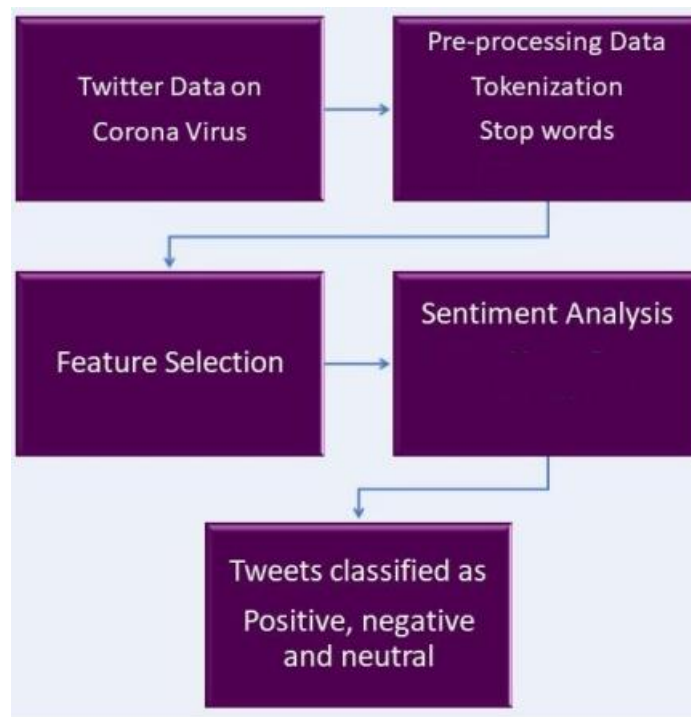 Twitter Data on
Corona Virus
Pre-processing Data
Tokenization
Stop words
Feature Selection
Sentiment Analysis
Tweets classified as
Positive, negative
and neutral